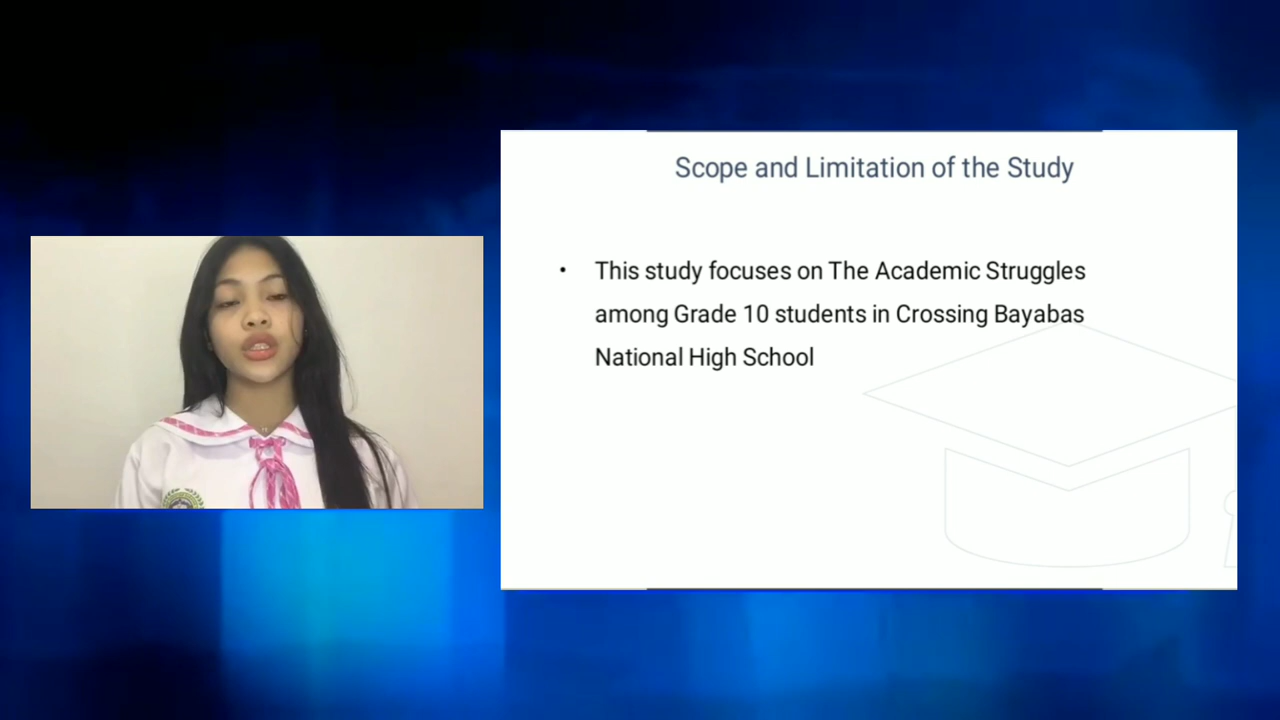 Scope and Limitation of the Study
• This study focuses on The Academic Struggles
among Grade 10 students in Crossing Bayabas
National High School